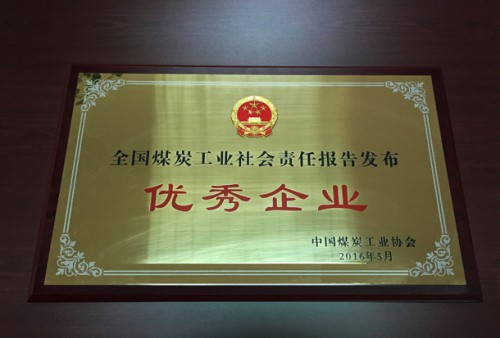 全国煤炭工业社会责任报告发布
优秀企业
中国煤炭工业协会
2016年5月